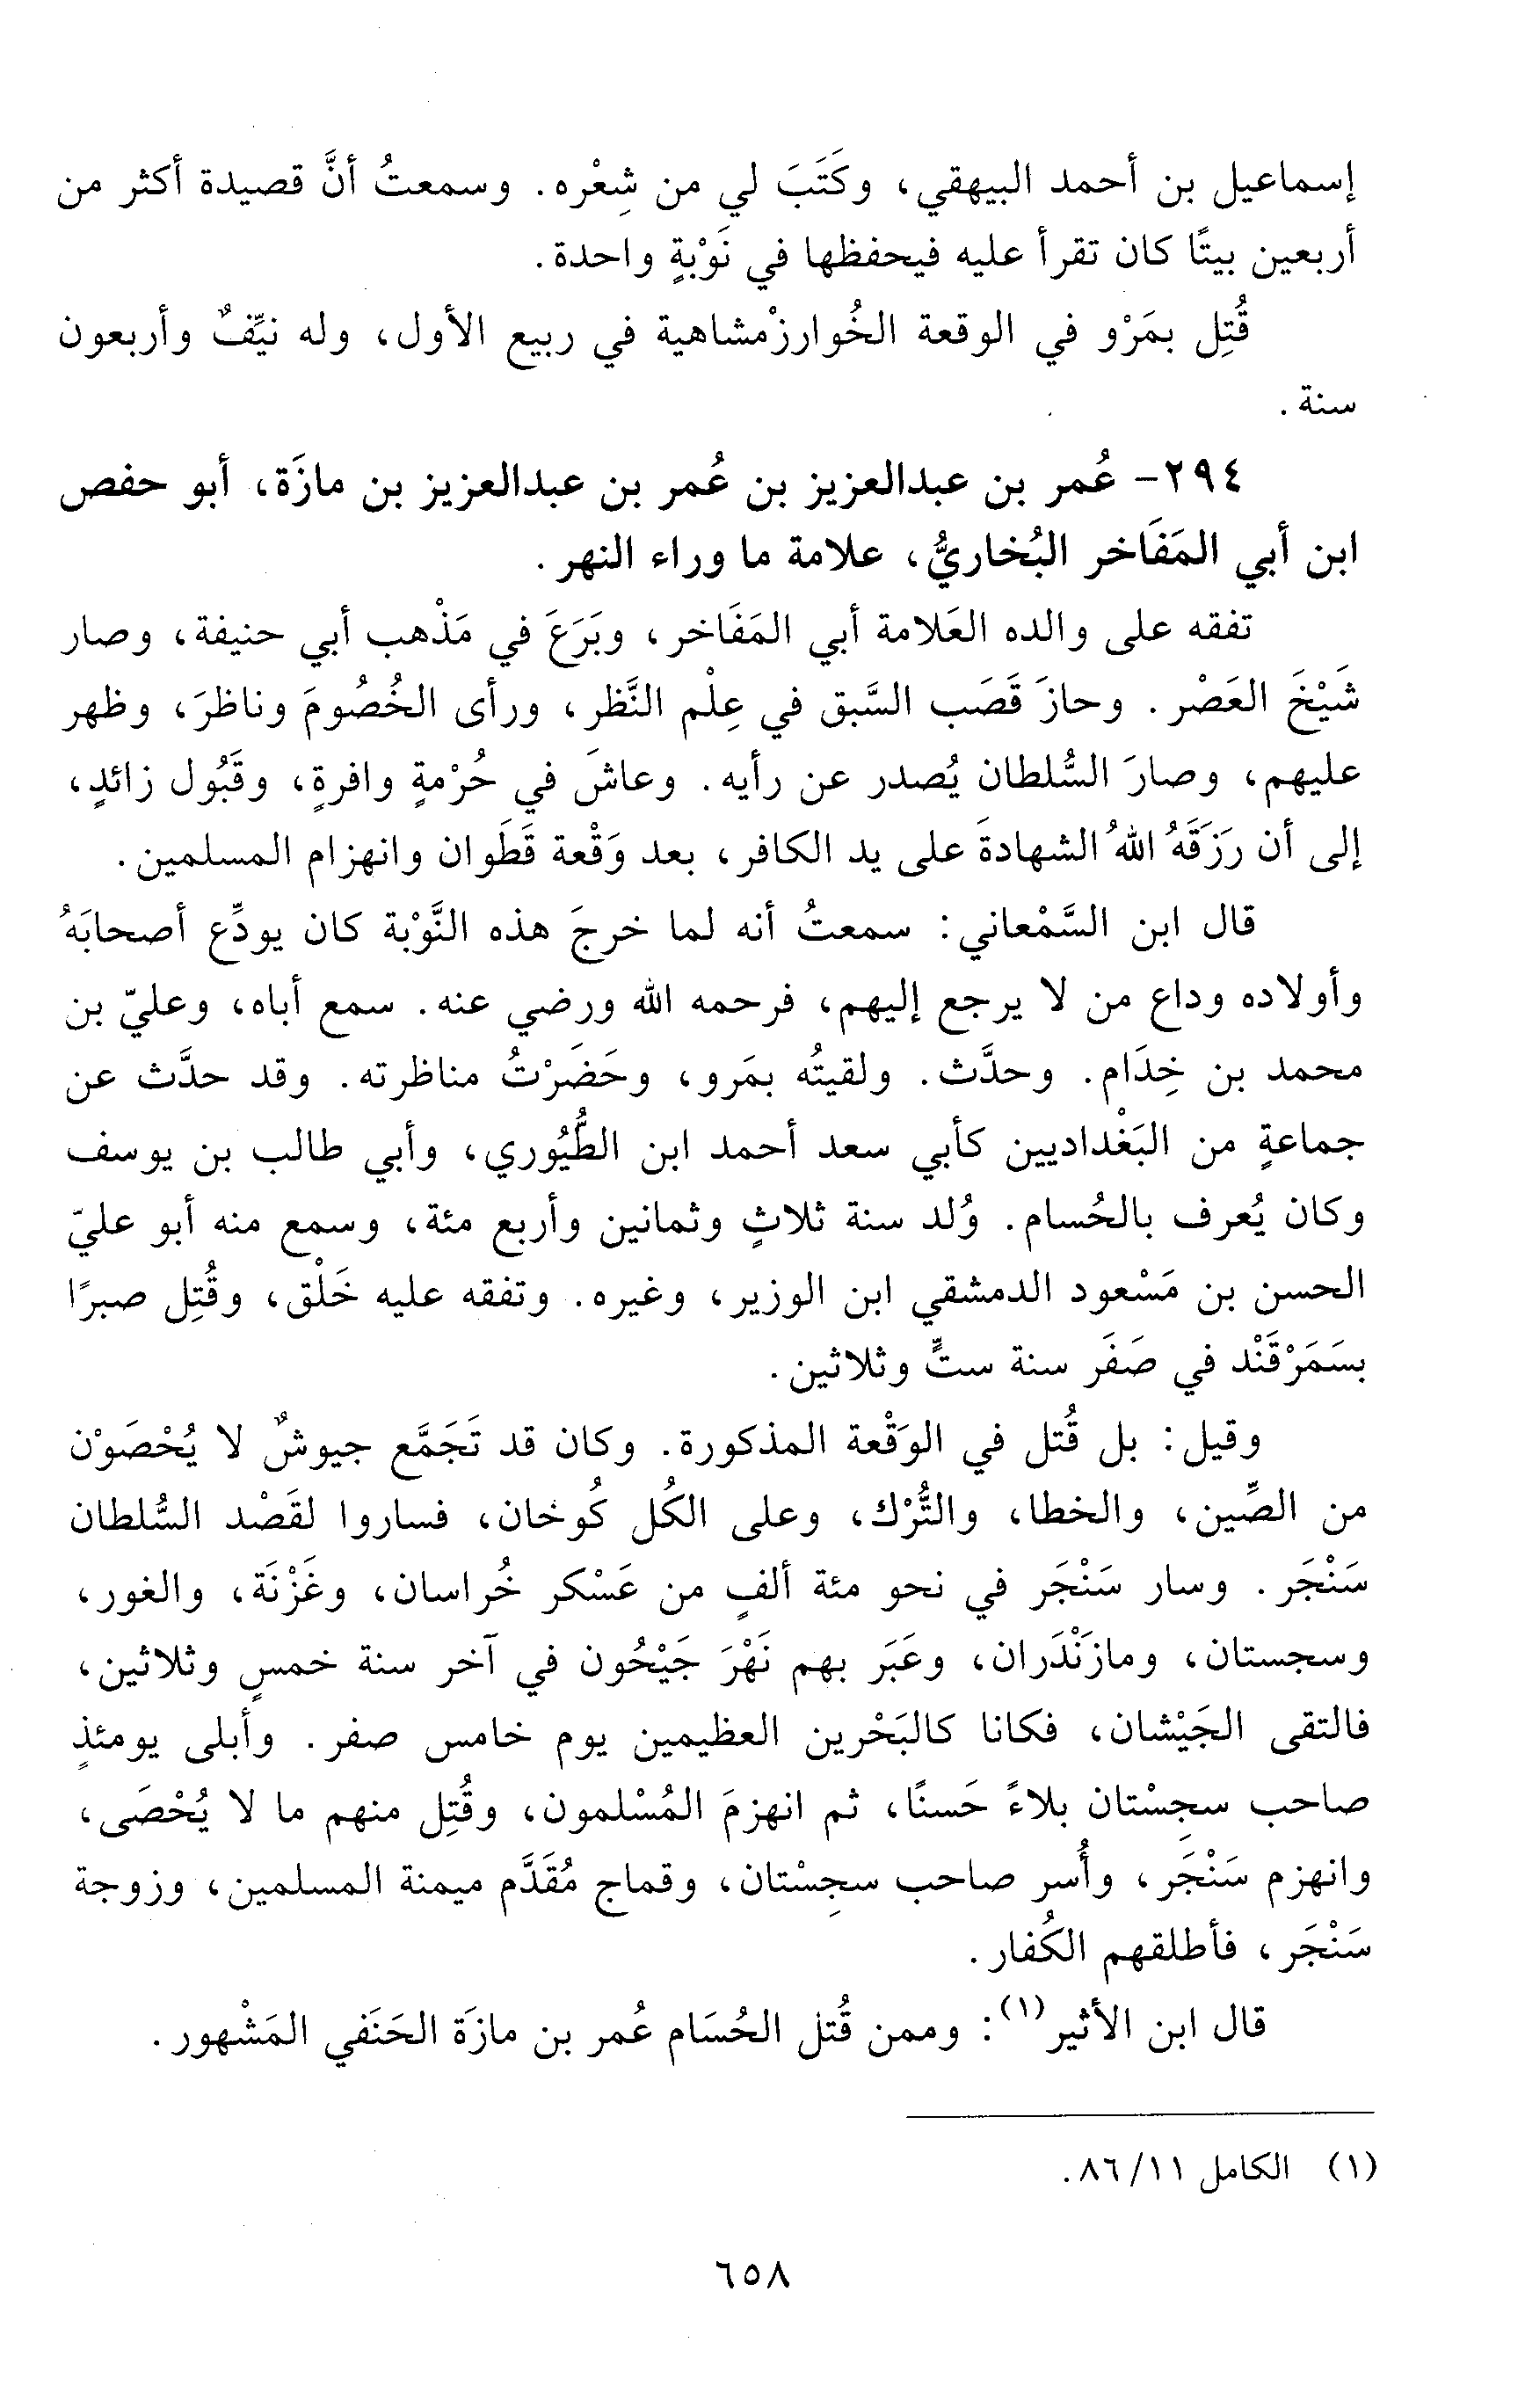 إسماعيل بن أحمد البيهقي، وكَتَبَ لي من شِعْره. وسمعتُ أنَّ قصيدة أكثر من
أربعين بيتًا كان تقرأ عليه فيحفظها في نَوْبةٍ واحدة.
قُتِل بمَرْو في الوقعة الخُوارزْمشاهية في ربيع الأول، وله نيِّفٌ وأربعون
سنة.
٢٩٤- عُمر بن عبدالعزيز بن عُمر بن عبدالعزيز بن مازَة، أبو حفص
ابن أبي المَفَاخر البُخاريُّ، علامة ما وراء النهر.
تفقه على والده العَلامة أبي المَفَاخر، وبَرَعَ في مَذْهب أبي حنيفة، وصار
شَيْخَ العَصْر. وحازَ قَصَب السَّبق في عِلْم النَّظر، ورأى الخُصُومَ وناظرَ، وظهر
عليهم، وصارَ السُّلطان يُصدر عن رأيه. وعاشَ في حُرْمةٍ وافرةٍ، وقَبُول زائدٍ،
إلى أن رَزَقَهُ اللهُ الشهادةَ على يد الكافر، بعد وَقْعة قَطَوان وانهزام المسلمين.
قال ابن السَّمْعاني: سمعتُ أنه لما خرجَ هذه النَّوْبة كان يودِّع أصحابَهُ
وأولاده وداع من لا يرجع إليهم، فرحمه الله ورضي عنه. سمع أباه، وعليّ بن
محمد بن خِدَام. وحدَّث. ولقيتُه بمَرو، وحَضَرْتُ مناظرته. وقد حدَّث عن
جماعةٍ من البَغْداديين كأبي سعد أحمد ابن الطُّيُوري، وأبي طالب بن يوسف
وكان يُعرف بالحُسام. وُلد سنة ثلاثٍ وثمانين وأربع مئة، وسمع منه أبو عليّ
الحسن بن مَسْعود الدمشقي ابن الوزير، وغيره. وتفقه عليه خَلْق، وقُتِل صبرًا
بسَمَرْقَنْد في صَفَر سنة ستٍّ وثلاثين.
وقيل: بل قُتل في الوَقْعة المذكورة. وكان قد تَجَمَّع جيوشٌ لا يُحْصَوْن
من الصِّين، والخطا، والتُّرْك، وعلى الكُل كُوخان، فساروا لقَصْد السُّلطان
سَنْجَر. وسار سَنْجَر في نحو مئة ألفٍ من عَسْكر خُراسان، وغَزْنَة، والغور،
وسجستان، ومازَنْدَران، وعَبَر بهم نَهْرَ جَيْحُون في آخر سنة خمسٍ وثلاثين،
فالتقى الجَيْشان، فكانا كالبَحْرين العظيمين يوم خامس صفر. وأبلى يومئذٍ
صاحب سجِسْتان بلاءً حَسنًا، ثم انهزمَ المُسْلمون، وقُتِل منهم ما لا يُحْصَى،
وانهزم سَنْجَر، وأُسر صاحب سجِسْتان، وقماج مُقَدَّم ميمنة المسلمين، وزوجة
سَنْجَر، فأطلقهم الكُفار.
قال ابن الأثير(١): وممن قُتل الحُسَام عُمر بن مازَة الحَنَفي المَشْهور.
(١) الكامل ١١/ ٨٦.
٦٥٨